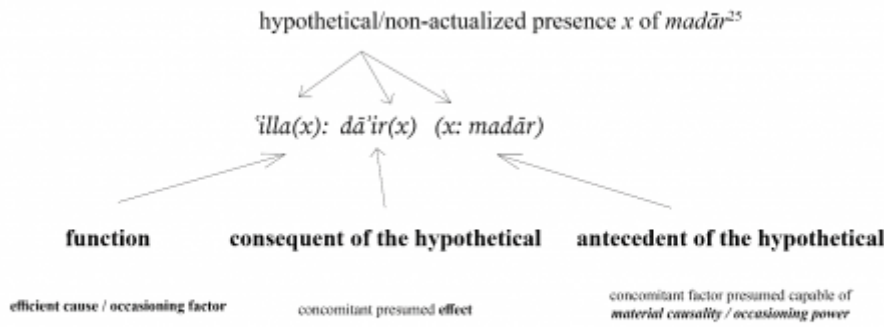 hypothetical/non-actualized presence x of madār²⁵
ʿilla(x): dāʾir(x) (x: madār)
function consequent of the hypothetical antecedent of the hypothetical
efficient cause / occasioning factor
concomitant presumed effect
concomitant factor presumed capable of
material causality / occasioning power